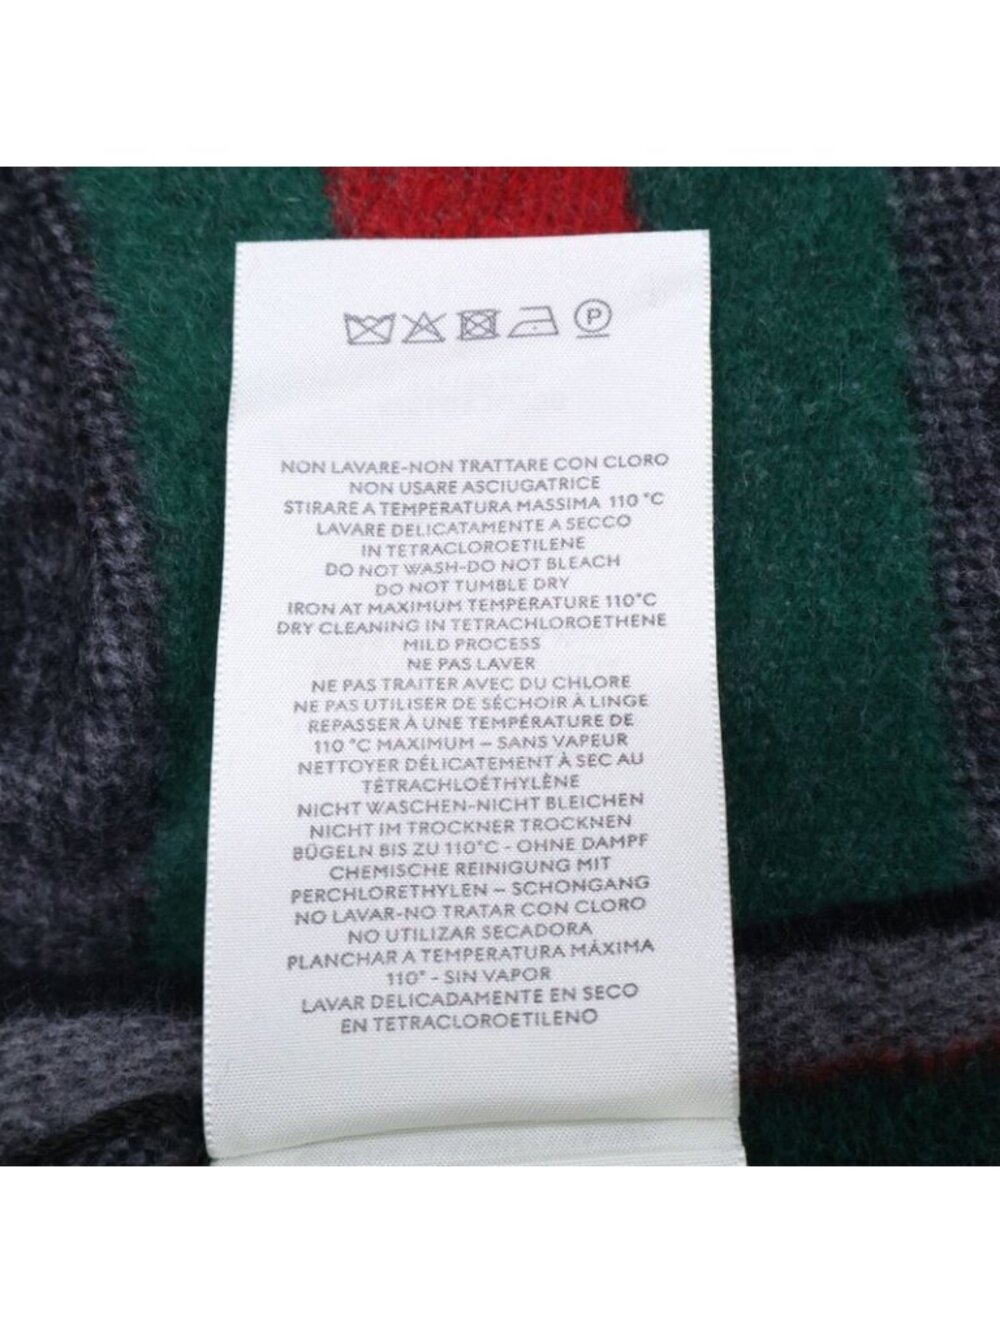 P
NON LAVARE-NON TRATTARE CON CLORO
NON USARE ASCIUGATRICE
STIRARE A TEMPERATURA MASSIMA 110 °C
LAVARE DELICATAMENTE A SECCO
IN TETRACLOROETILENE
DO NOT WASH-DO NOT BLEACH
DO NOT TUMBLE DRY
IRON AT MAXIMUM TEMPERATURE 110°C
DRY CLEANING IN TETRACHLOROETHENE
MILD PROCESS
NE PAS LAVER
NE PAS TRAITER AVEC DU CHLORE
NE PAS UTILISER DE SÉCHOIR À LINGE
REPASSER À UNE TEMPÉRATURE DE
110 °C MAXIMUM – SANS VAPEUR
NETTOYER DÉLICATEMENT À SEC AU
TÉTRACHLOÉTHYLÈNE
NICHT WASCHEN-NICHT BLEICHEN
NICHT IM TROCKNER TROCKNEN
BÜGELN BIS ZU 110°C - OHNE DAMPF
CHEMISCHE REINIGUNG MIT
PERCHLORETHYLEN – SCHONGANG
NO LAVAR-NO TRATAR CON CLORO
NO UTILIZAR SECADORA
PLANCHAR A TEMPERATURA MÁXIMA
110° - SIN VAPOR
LAVAR DELICADAMENTE EN SECO
EN TETRACLOROETILENO